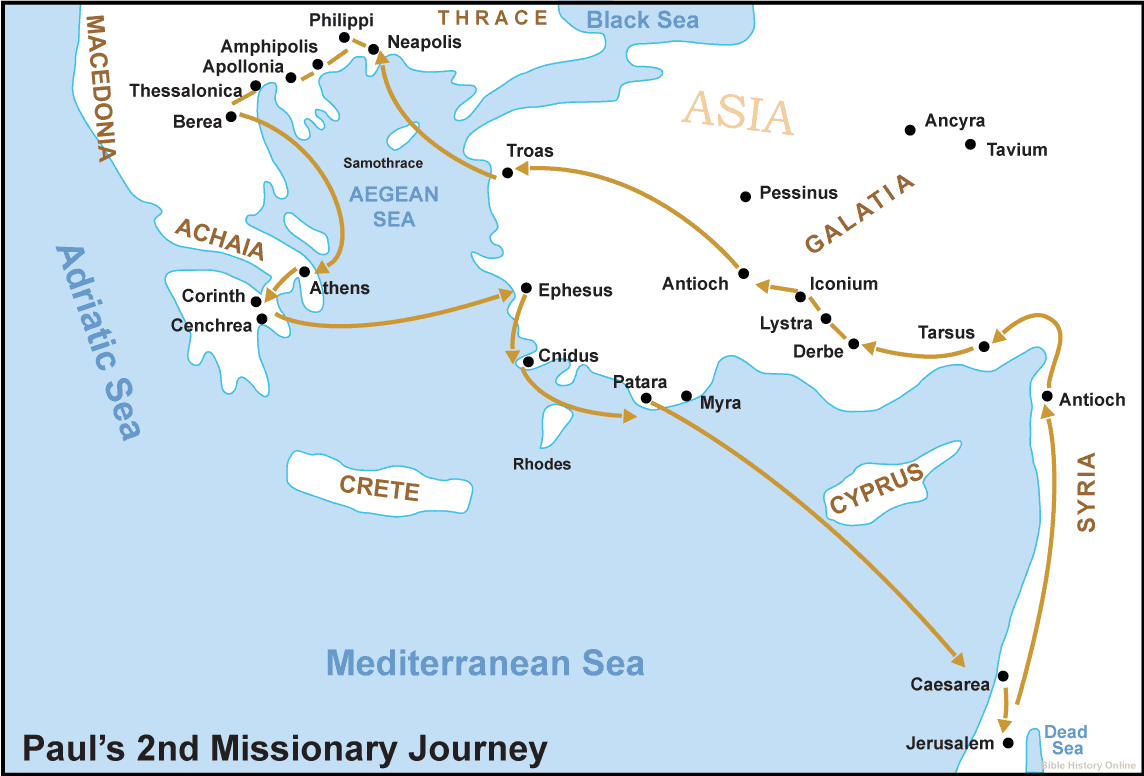 THRACE
Black Sea
Philippi
Neapolis
MACEDONIA
Amphipolis
Apollonia
Thessalonica
Berea
ASIA
Ancyra
Tavium
Samothrace
Troas
AEGEAN
SEA
Pessinus
GALATIA
ACHAIA
Adriatic Sea
Athens
Corinth
Cenchrea
Ephesus
Antioch
Iconium
Lystra
Derbe
Tarsus
Cnidus
Patara
Myra
Antioch
Rhodes
CRETE
CYPRUS
SYRIA
Mediterranean Sea
Caesarea
Jerusalem
Dead
Sea
Paul's 2nd Missionary Journey
Bible History Online